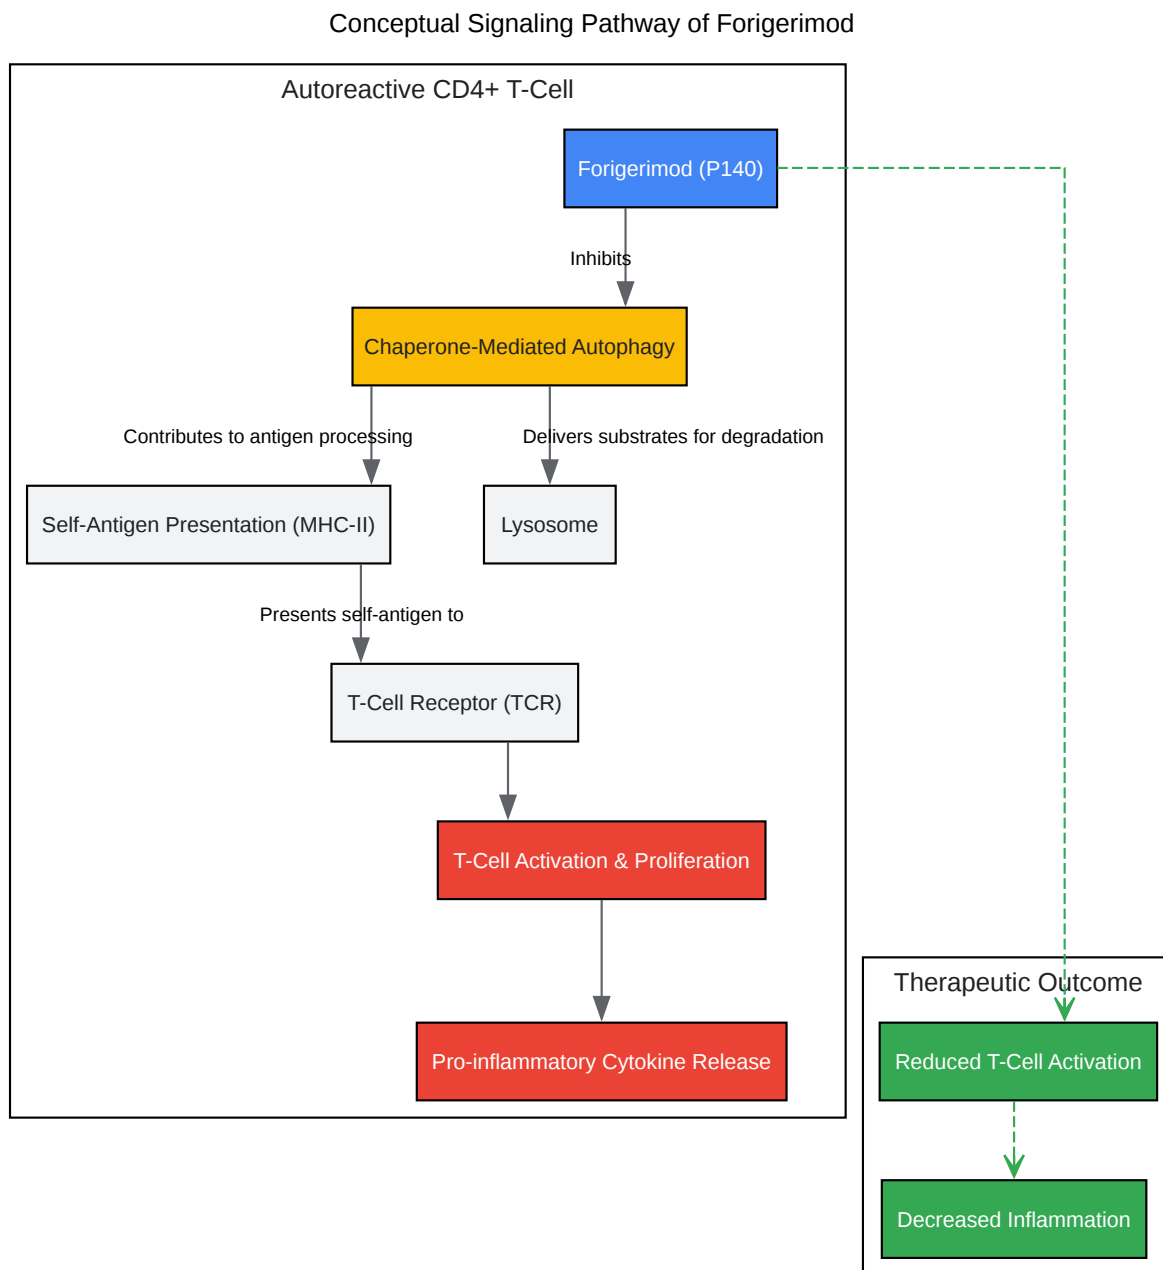 Conceptual Signaling Pathway of Forigerimod
Autoreactive CD4+ T-Cell
Forigerimod (P140)
Inhibits
Chaperone-Mediated Autophagy
Contributes to antigen processing
Delivers substrates for degradation
Self-Antigen Presentation (MHC-II)
Lysosome
Presents self-antigen to
T-Cell Receptor (TCR)
T-Cell Activation & Proliferation
Pro-inflammatory Cytokine Release
Therapeutic Outcome
Reduced T-Cell Activation
Decreased Inflammation